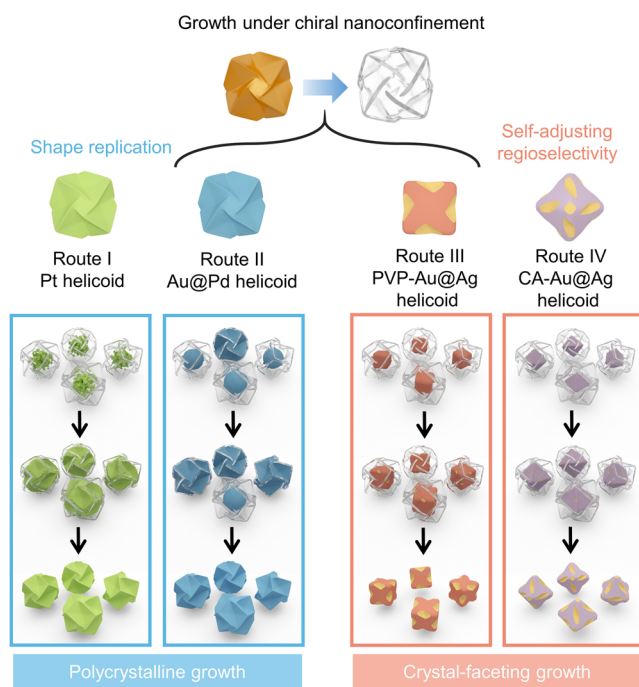 Growth under chiral nanoconfinement
Shape replication
Self-adjusting
regioselectivity
Route I
Pt helicoid
Route II
Au@Pd helicoid
Route III
PVP-Au@Ag
helicoid
Route IV
CA-Au@Ag
helicoid
Polycrystalline growth
Crystal-faceting growth